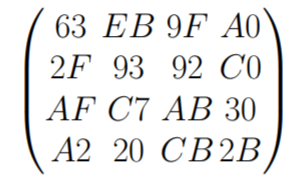 63 EB 9F A0
2F 93 92 C0
AF C7 AB 30
A2 20 CB 2B